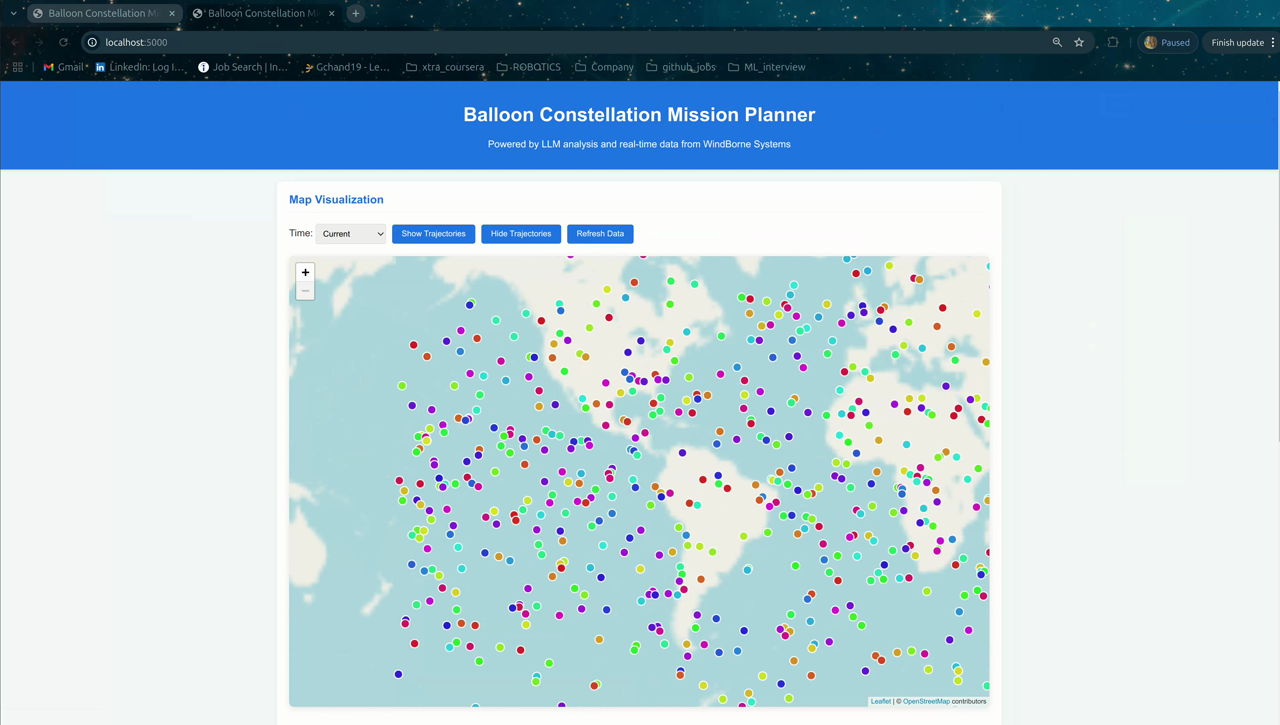 Balloon Constellation Mi
Balloon Constellation M
localhost:5000
Paused
Finish update
Gmail
LinkedIn: Log I...
Job Search | In...
Gchand19 - Le...
xtra_coursera
ROBOTICS
Company
github_jobs
ML_interview
Balloon Constellation Mission Planner
Powered by LLM analysis and real-time data from WindBorne Systems
Map Visualization
Time: Current Show Trajectories Hide Trajectories Refresh Data
+
−
Leaflet | © OpenStreetMap contributors